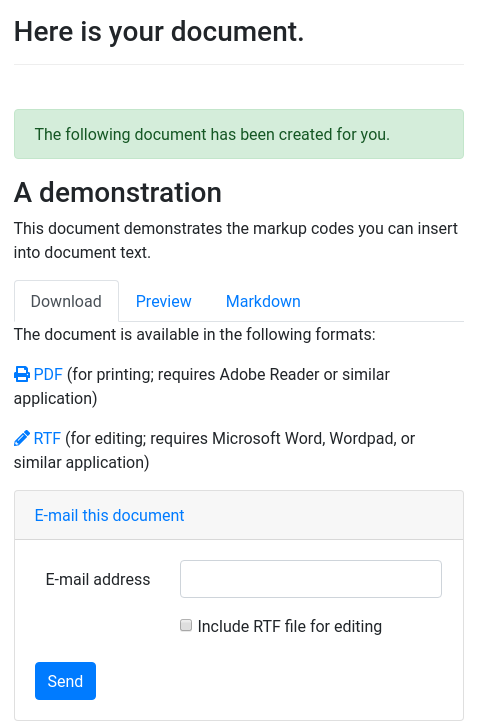 Here is your document.
The following document has been created for you.
A demonstration
This document demonstrates the markup codes you can insert
into document text.
Download Preview Markdown
The document is available in the following formats:
PDF (for printing; requires Adobe Reader or similar
application)
RTF (for editing; requires Microsoft Word, Wordpad, or
similar application)
E-mail this document
E-mail address
Include RTF file for editing
Send